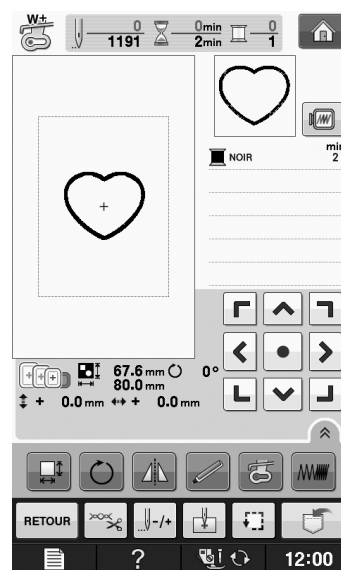 W+
0 0min 0
1191 2min 1
NOIR
min
2
67.6 mm 0°
80.0 mm
+ 0.0 mm + 0.0 mm
RETOUR -/+
? 12:00